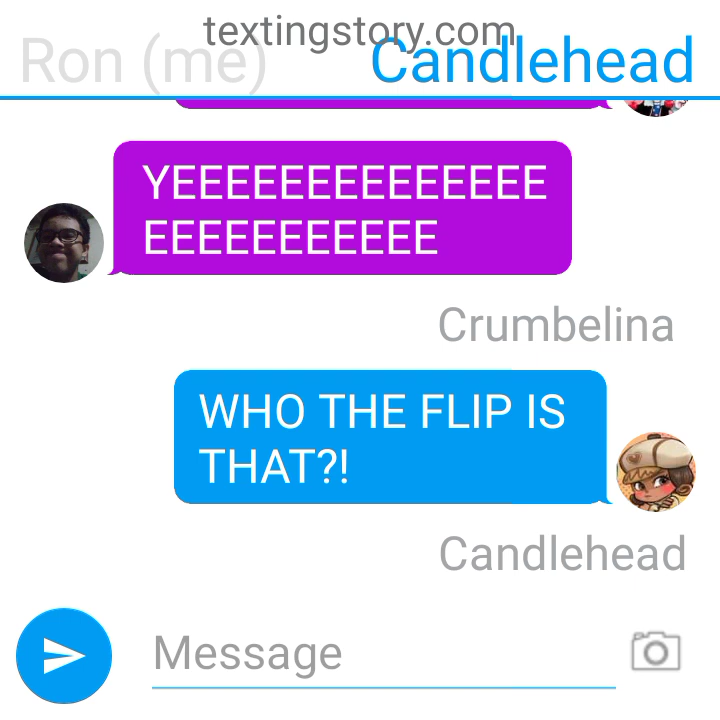 textingstory.com
Ron (me)
Candlehead
YEEEEEEEEEEEEEE
EEEEEEEEEEE
Crumbelina
WHO THE FLIP IS
THAT?!
Candlehead
Message